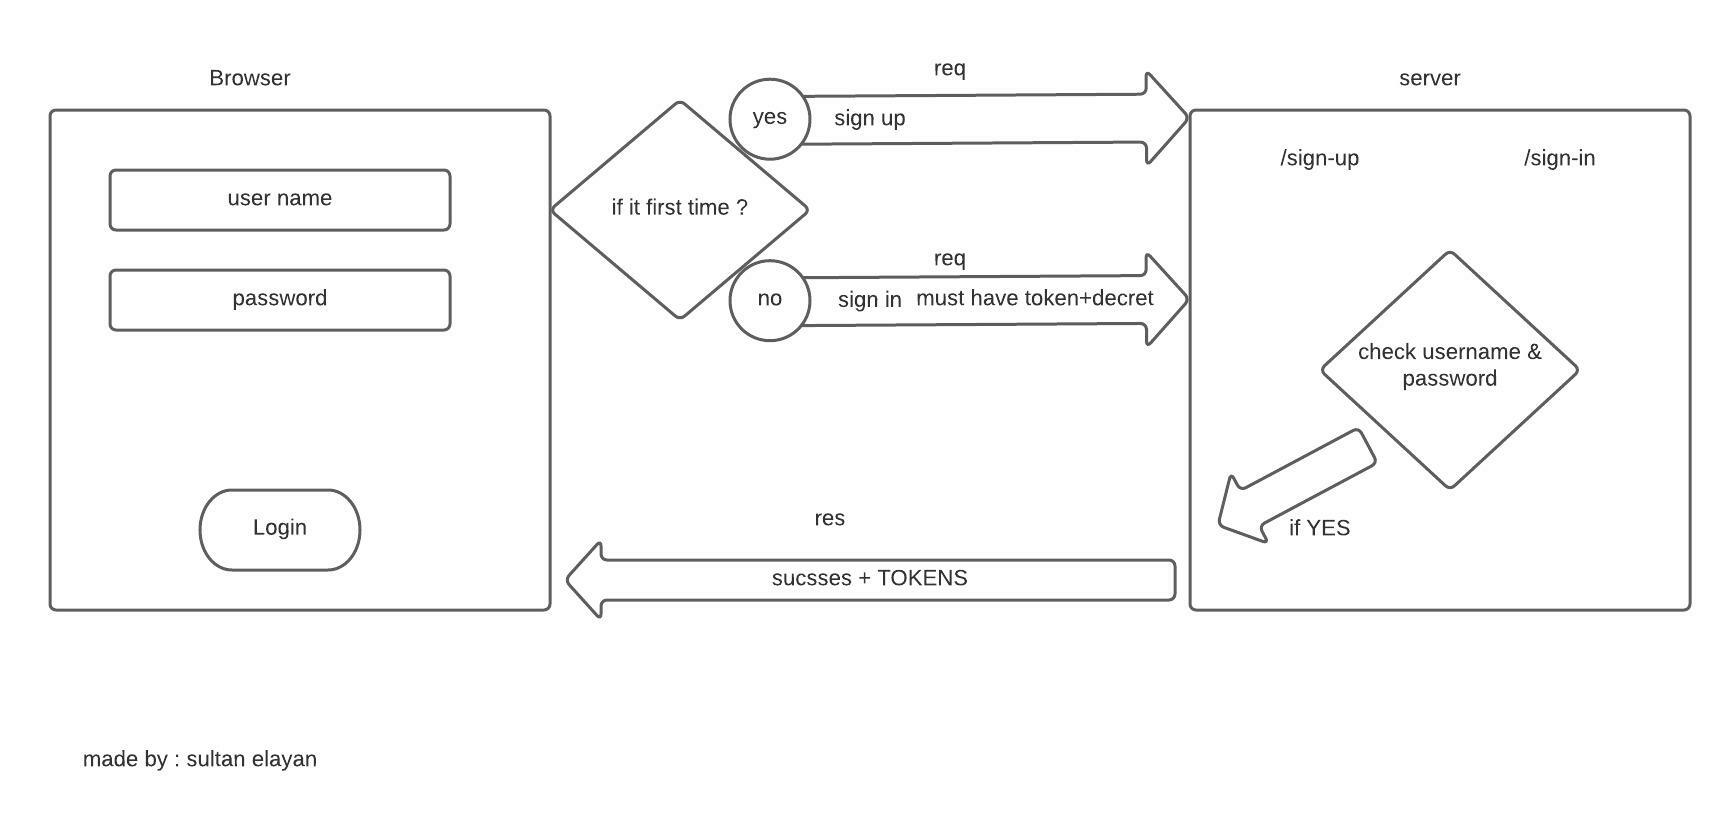 Browser
user name
password
Login
if it first time ?
yes
req
sign up
no
req
sign in must have token+decret
server
/sign-up
/sign-in
check username &
password
if YES
res
sucsses + TOKENS
made by : sultan elayan